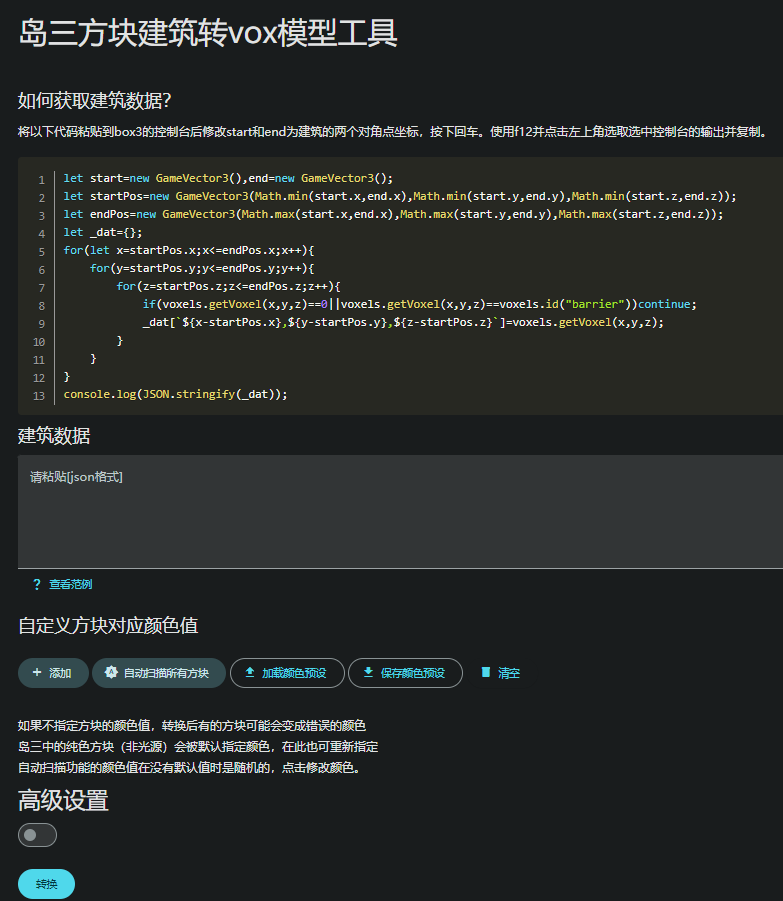 岛三方块建筑转vox模型工具
如何获取建筑数据?
将以下代码粘贴到box3的控制台后修改start和end为建筑的两个对角点坐标，按下回车。使用f12并点击左上角选取选中控制台的输出并复制。
1 let start=new GameVector3(),end=new GameVector3();
2 let startPos=new GameVector3(Math.min(start.x,end.x),Math.min(start.y,end.y),Math.min(start.z,end.z));
3 let endPos=new GameVector3(Math.max(start.x,end.x),Math.max(start.y,end.y),Math.max(start.z,end.z));
4 let _dat={};
5 for(let x=startPos.x;x<=endPos.x;x++){
6     for(y=startPos.y;y<=endPos.y;y++){
7         for(z=startPos.z;z<=endPos.z;z++){
8             if(voxels.getVoxel(x,y,z)==0||voxels.getVoxel(x,y,z)==voxels.id("barrier"))continue;
9             _dat[`${x-startPos.x},${y-startPos.y},${z-startPos.z}`]=voxels.getVoxel(x,y,z);
10         }
11     }
12 }
13 console.log(JSON.stringify(_dat));
建筑数据
请粘贴[json格式]
? 查看范例
自定义方块对应颜色值
+ 添加 自动扫描所有方块 加载颜色预设 保存颜色预设 清空
如果不指定方块的颜色值，转换后有的方块可能会变成错误的颜色
岛三中的纯色方块（非光源）会被默认指定颜色，在此也可重新指定
自动扫描功能的颜色值在没有默认值时是随机的，点击修改颜色。
高级设置
转换